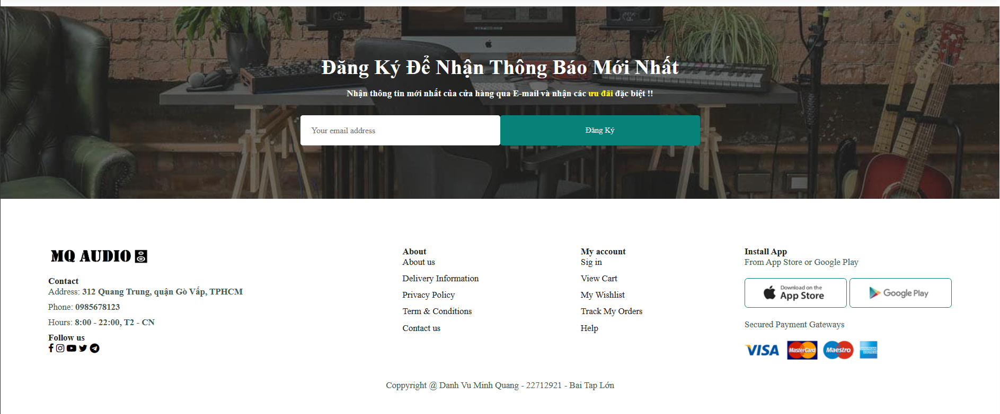 Đăng Ký Để Nhận Thông Báo Mới Nhất
Nhận thông tin mới nhất của cửa hàng qua E-mail và nhận các ưu đãi đặc biệt !!
Your email address
Đăng Ký
MQ AUDIO
Contact
Address: 312 Quang Trung, quận Gò Vấp, TPHCM
Phone: 0985678123
Hours: 8:00 - 22:00, T2 - CN
Follow us
About
About us
Delivery Information
Privacy Policy
Term & Conditions
Contact us
My account
Sig in
View Cart
My Wishlist
Track My Orders
Help
Install App
From App Store or Google Play
Download on the
App Store
Google Play
Secured Payment Gateways
VISA
MasterCard
Maestro
AMERICAN
EXPRESS
Coppyright @ Danh Vu Minh Quang - 22712921 - Bai Tap Lớn